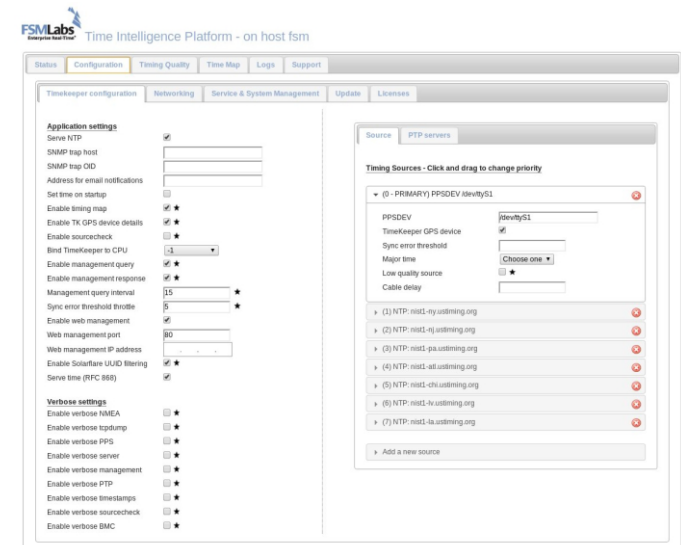 FSMLabs
Enterprise Real-Time
Time Intelligence Platform - on host fsm
Status Configuration Timing Quality Time Map Logs Support
Timekeeper configuration Networking Service & System Management Update Licenses
Application settings
Serve NTP
SNMP trap host
SNMP trap OID
Address for email notifications
Set time on startup
Enable timing map
Enable TK GPS device details
Enable sourcecheck
Bind TimeKeeper to CPU -1
Enable management query
Enable management response
Management query interval 15
Sync error threshold throttle 5
Enable web management
Web management port 80
Web management IP address . . .
Enable Solarflare UUID filtering
Serve time (RFC 868)
Verbose settings
Enable verbose NMEA
Enable verbose tcpdump
Enable verbose PPS
Enable verbose server
Enable verbose management
Enable verbose PTP
Enable verbose timestamps
Enable verbose sourcecheck
Enable verbose BMC
Source PTP servers
Timing Sources - Click and drag to change priority
(0 - PRIMARY) PPSDEV /dev/ttyS1
PPSDEV /dev/ttyS1
TimeKeeper GPS device
Sync error threshold
Major time Choose one
Low quality source
Cable delay
(1) NTP: nist1-ny.ustiming.org
(2) NTP: nist1-nj.ustiming.org
(3) NTP: nist1-pa.ustiming.org
(4) NTP: nist1-atl.ustiming.org
(5) NTP: nist1-chi.ustiming.org
(6) NTP: nist1-lv.ustiming.org
(7) NTP: nist1-la.ustiming.org
Add a new source